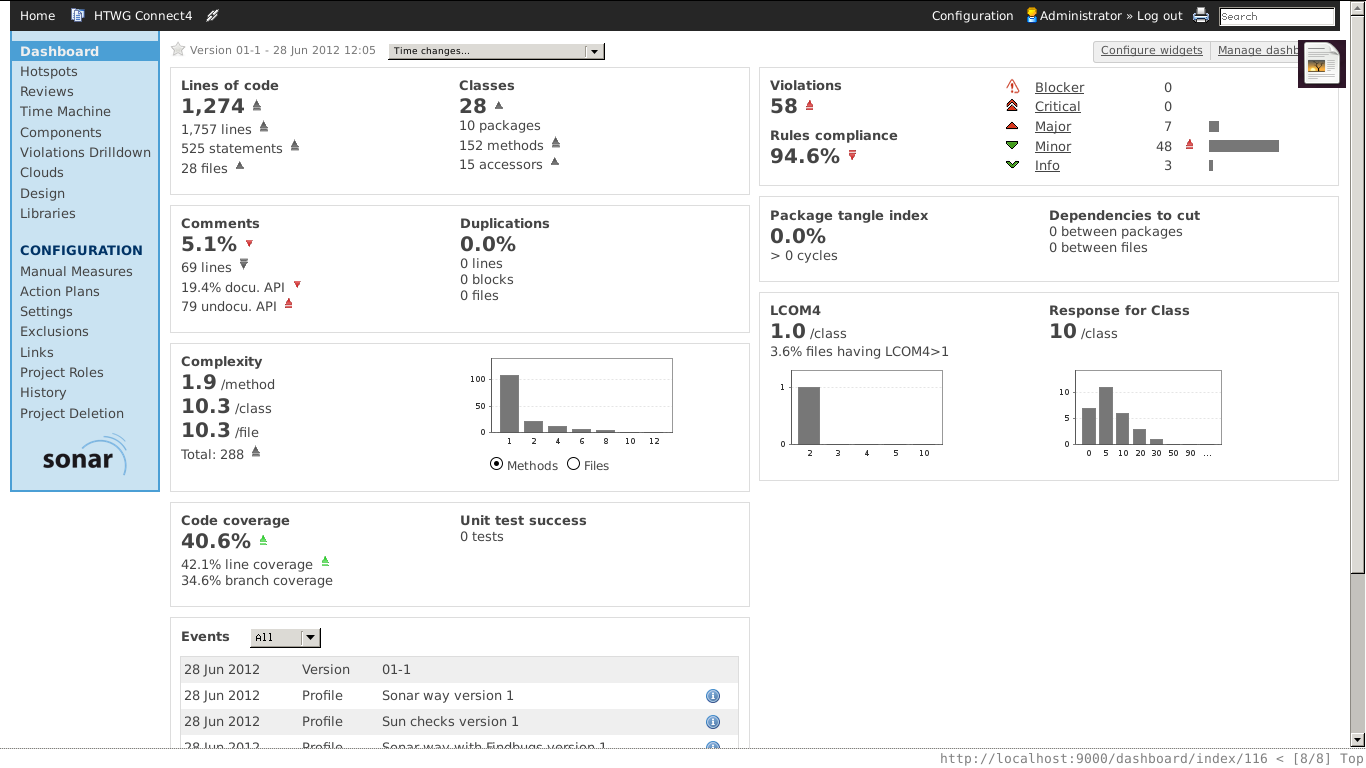 Home HTWG Connect4 Configuration Administrator » Log out Search
Dashboard
Hotspots
Reviews
Time Machine
Components
Violations Drilldown
Clouds
Design
Libraries
CONFIGURATION
Manual Measures
Action Plans
Settings
Exclusions
Links
Project Roles
History
Project Deletion
sonar
Version 01-1 - 28 Jun 2012 12:05 Time changes...
Configure widgets Manage dashb
Lines of code
1,274
1,757 lines
525 statements
28 files
Classes
28
10 packages
152 methods
15 accessors
Comments
5.1%
69 lines
19.4% docu. API
79 undocu. API
Duplications
0.0%
0 lines
0 blocks
0 files
Complexity
1.9 /method
10.3 /class
10.3 /file
Total: 288
100
50
0
1 2 4 6 8 10 12
Methods Files
Code coverage
40.6%
42.1% line coverage
34.6% branch coverage
Unit test success
0 tests
Events All
28 Jun 2012 Version 01-1
28 Jun 2012 Profile Sonar way version 1
28 Jun 2012 Profile Sun checks version 1
28 Jun 2012 Profile Sonar way with Findbugs version 1
Violations
58
Rules compliance
94.6%
Blocker 0
Critical 0
Major 7
Minor 48
Info 3
Package tangle index
0.0%
> 0 cycles
Dependencies to cut
0 between packages
0 between files
LCOM4
1.0 /class
3.6% files having LCOM4>1
1
0
2 3 4 5 10
Response for Class
10 /class
10
5
0
0 5 10 20 30 50 90 ...
http://localhost:9000/dashboard/index/116 < [8/8] Top